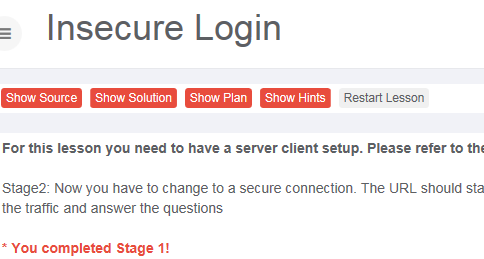 Insecure Login
Show Source Show Solution Show Plan Show Hints Restart Lesson
For this lesson you need to have a server client setup. Please refer to the
Stage2: Now you have to change to a secure connection. The URL should sta
the traffic and answer the questions
* You completed Stage 1!